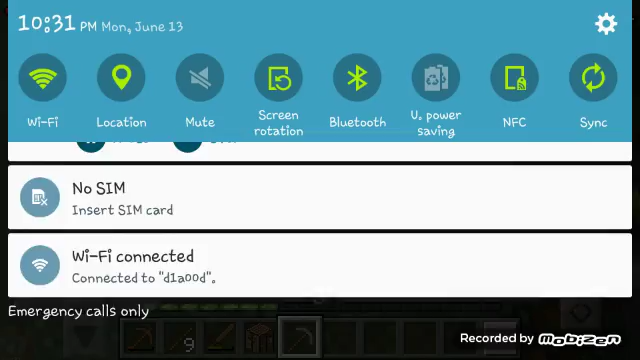 10:31 PM Mon, June 13
Wi-Fi
Location
Mute
Screen rotation
Bluetooth
U. power saving
NFC
Sync
No SIM
Insert SIM card
Wi-Fi connected
Connected to "d1a00d".
Emergency calls only
9
Recorded by mobizen